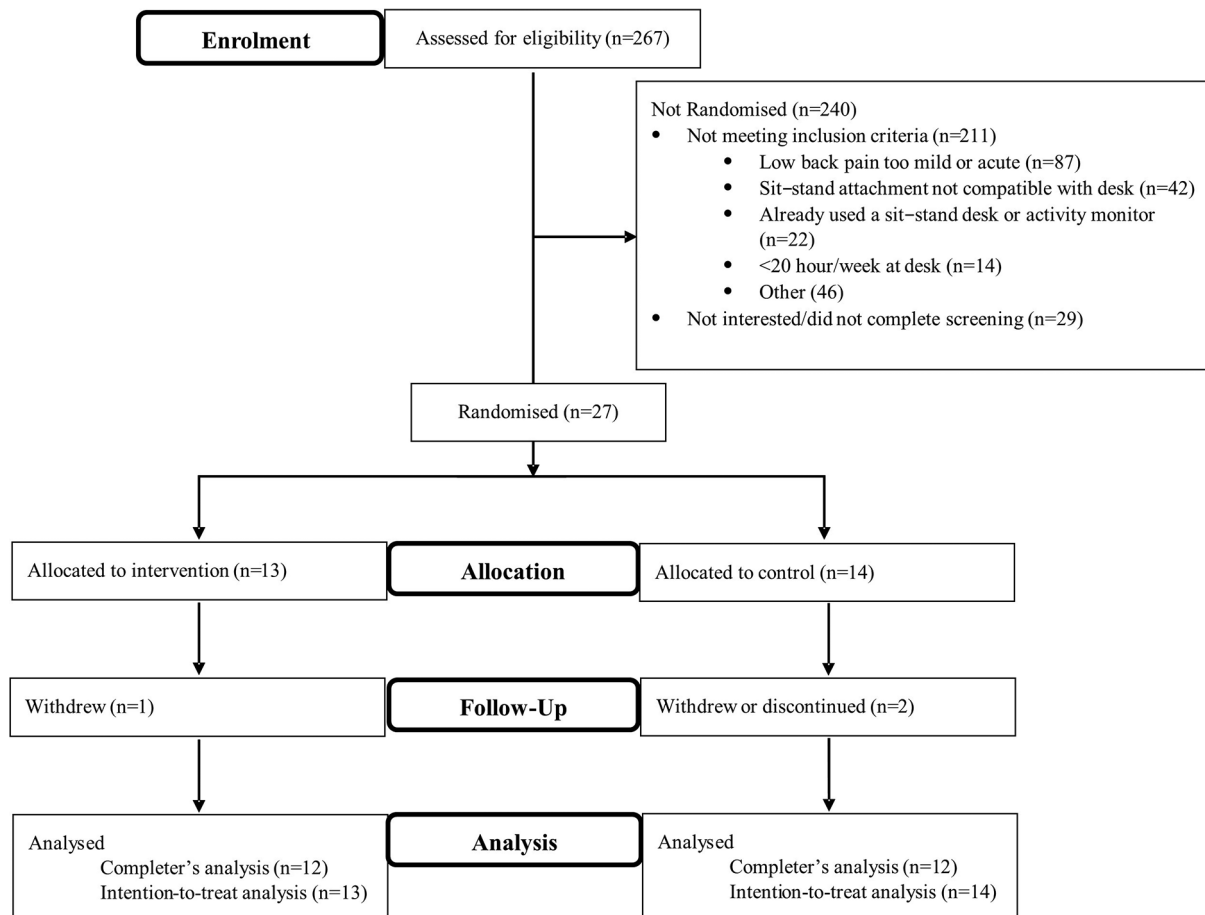 Enrolment
Assessed for eligibility (n=267)
Not Randomised (n=240)
• Not meeting inclusion criteria (n=211)
• Low back pain too mild or acute (n=87)
• Sit−stand attachment not compatible with desk (n=42)
• Already used a sit−stand desk or activity monitor
(n=22)
• <20 hour/week at desk (n=14)
• Other (46)
• Not interested/did not complete screening (n=29)
Randomised (n=27)
Allocated to intervention (n=13)
Allocation
Allocated to control (n=14)
Withdrew (n=1)
Follow-Up
Withdrew or discontinued (n=2)
Analysed
Completer’s analysis (n=12)
Intention-to-treat analysis (n=13)
Analysis
Analysed
Completer’s analysis (n=12)
Intention-to-treat analysis (n=14)